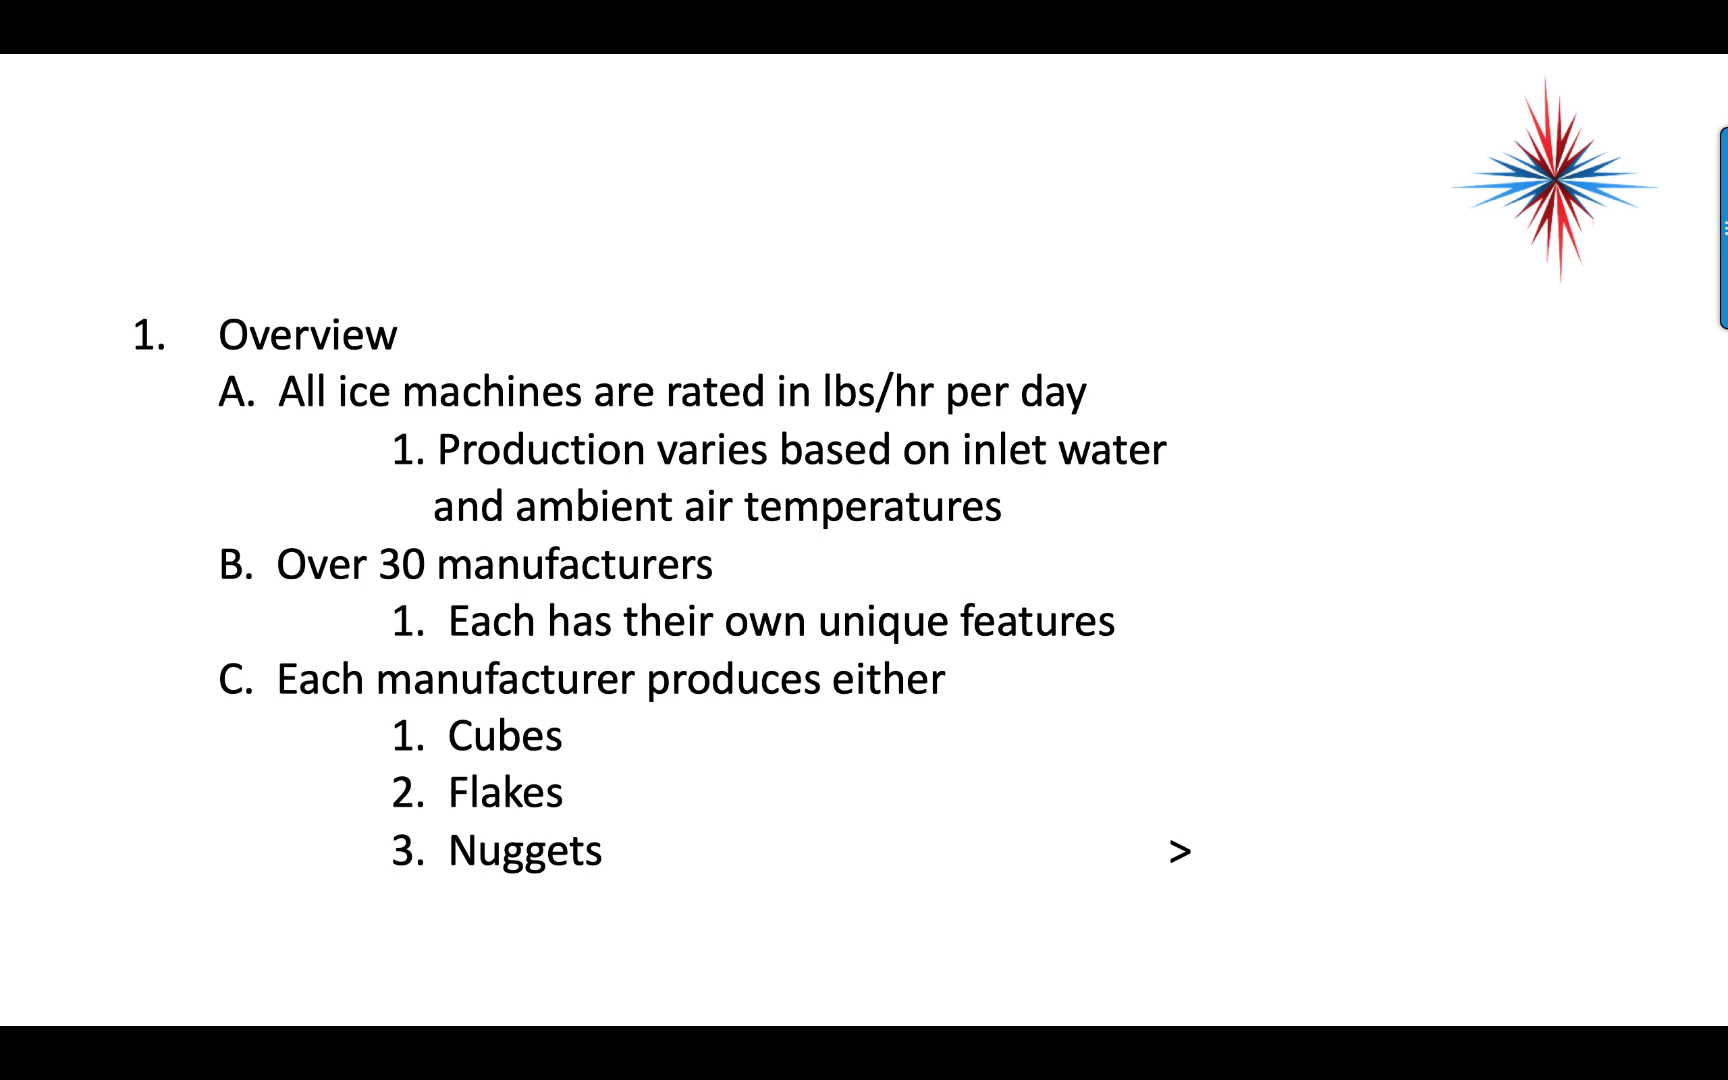 1. Overview
A. All ice machines are rated in lbs/hr per day
1. Production varies based on inlet water
and ambient air temperatures
B. Over 30 manufacturers
1. Each has their own unique features
C. Each manufacturer produces either
1. Cubes
2. Flakes
3. Nuggets >